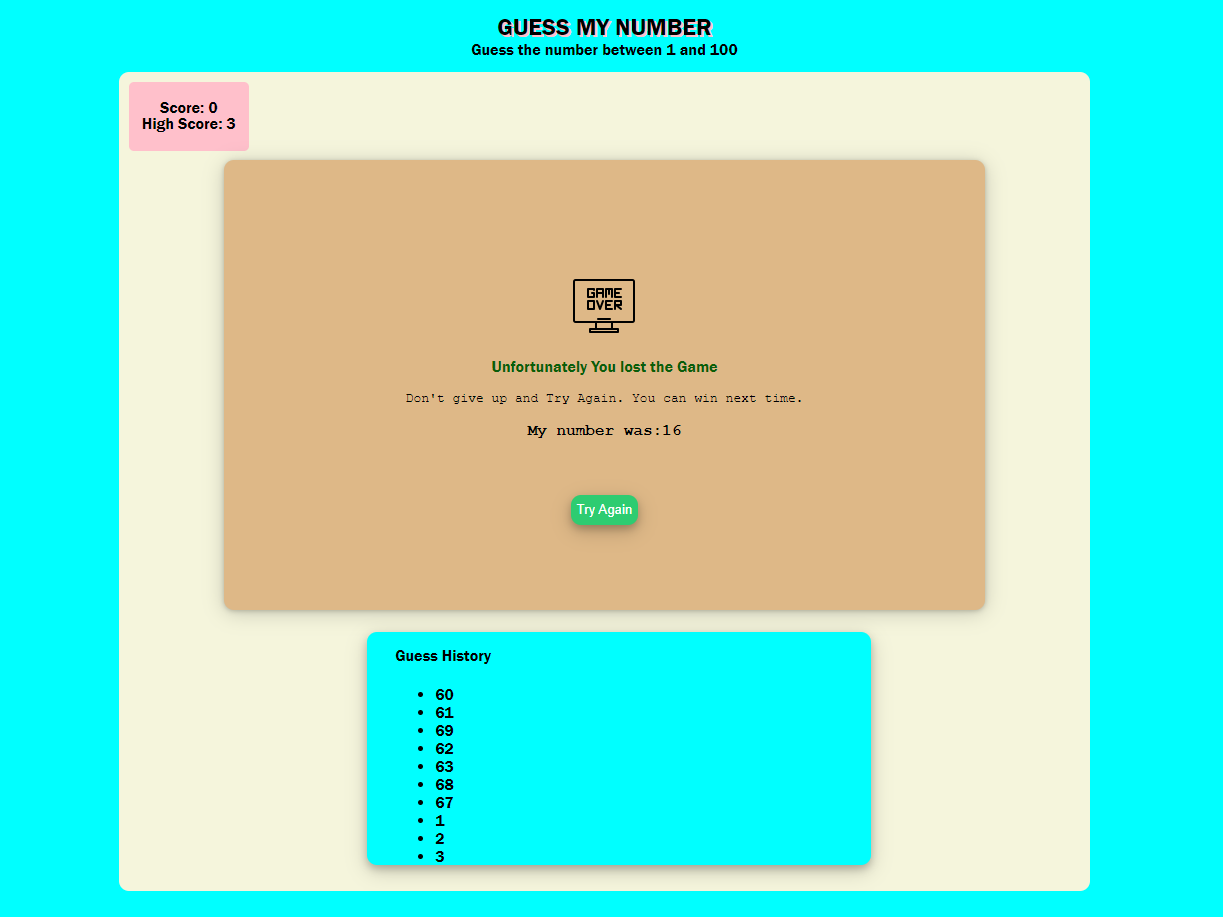 GUESS MY NUMBER
Guess the number between 1 and 100
Score: 0
High Score: 3
GAME
OVER
Unfortunately You lost the Game
Don't give up and Try Again. You can win next time.
My number was:16
Try Again
Guess History
60
61
69
62
63
68
67
1
2
3